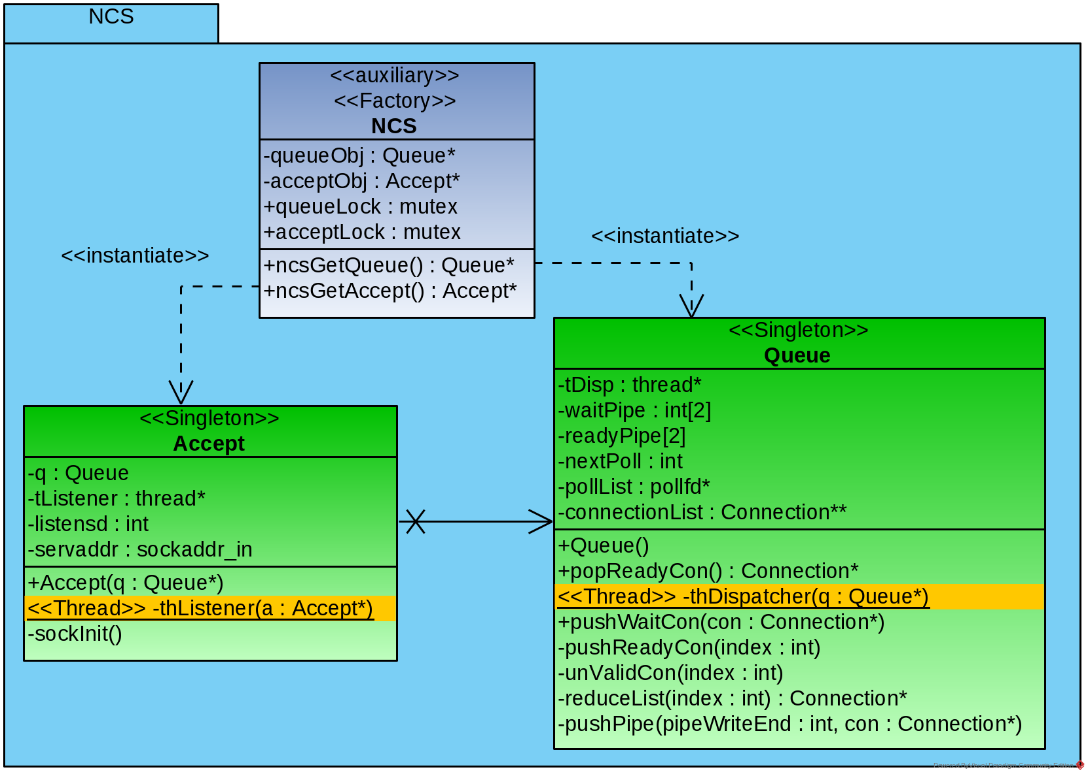 NCS
<<auxiliary>>
<<Factory>>
NCS
-queueObj : Queue*
-acceptObj : Accept*
+queueLock : mutex
+acceptLock : mutex
+ncsGetQueue() : Queue*
+ncsGetAccept() : Accept*
<<instantiate>>
<<instantiate>>
<<Singleton>>
Accept
-q : Queue
-tListener : thread*
-listensd : int
-servaddr : sockaddr_in
+Accept(q : Queue*)
<<Thread>> -thListener(a : Accept*)
-sockInit()
<<Singleton>>
Queue
-tDisp : thread*
-waitPipe : int[2]
-readyPipe[2]
-nextPoll : int
-pollList : pollfd*
-connectionList : Connection**
+Queue()
+popReadyCon() : Connection*
<<Thread>> -thDispatcher(q : Queue*)
+pushWaitCon(con : Connection*)
-pushReadyCon(index : int)
-unValidCon(index : int)
-reduceList(index : int) : Connection*
-pushPipe(pipeWriteEnd : int, con : Connection*)